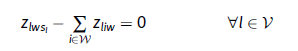 z_{lws_l} − ∑_{i∈𝒲} z_{liw} = 0 ∀l ∈ 𝒱